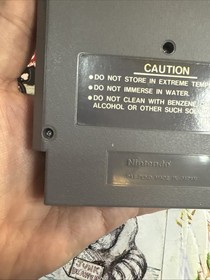 CAUTION
•DO NOT STORE IN EXTREME TEMP
•DO NOT IMMERSE IN WATER.
•DO NOT CLEAN WITH BENZENE
ALCOHOL OR OTHER SUCH SOL
Nintendo